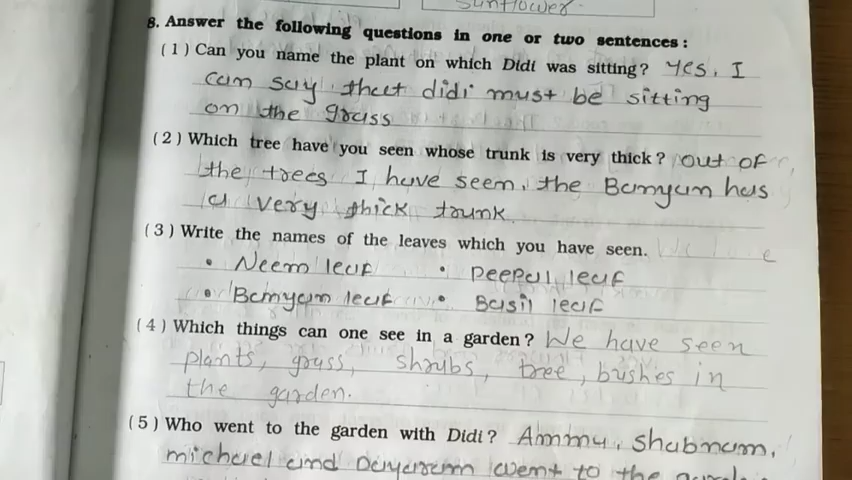 Sunflower.
8. Answer the following questions in one or two sentences :
(1) Can you name the plant on which Didi was sitting? Yes, I
can say that didi must be sitting
on the grass
(2) Which tree have you seen whose trunk is very thick? out of
the trees I have seen, the Banyan has
a very thick trunk
(3) Write the names of the leaves which you have seen.
• Neem leaf • Peepal leaf
• Banyan leaf • Basil leaf
(4) Which things can one see in a garden? We have seen
plants, grass, shrubs, tree, bushes in
the garden.
(5) Who went to the garden with Didi? Ammu, Shabnam,
michael and Dayaram went to the